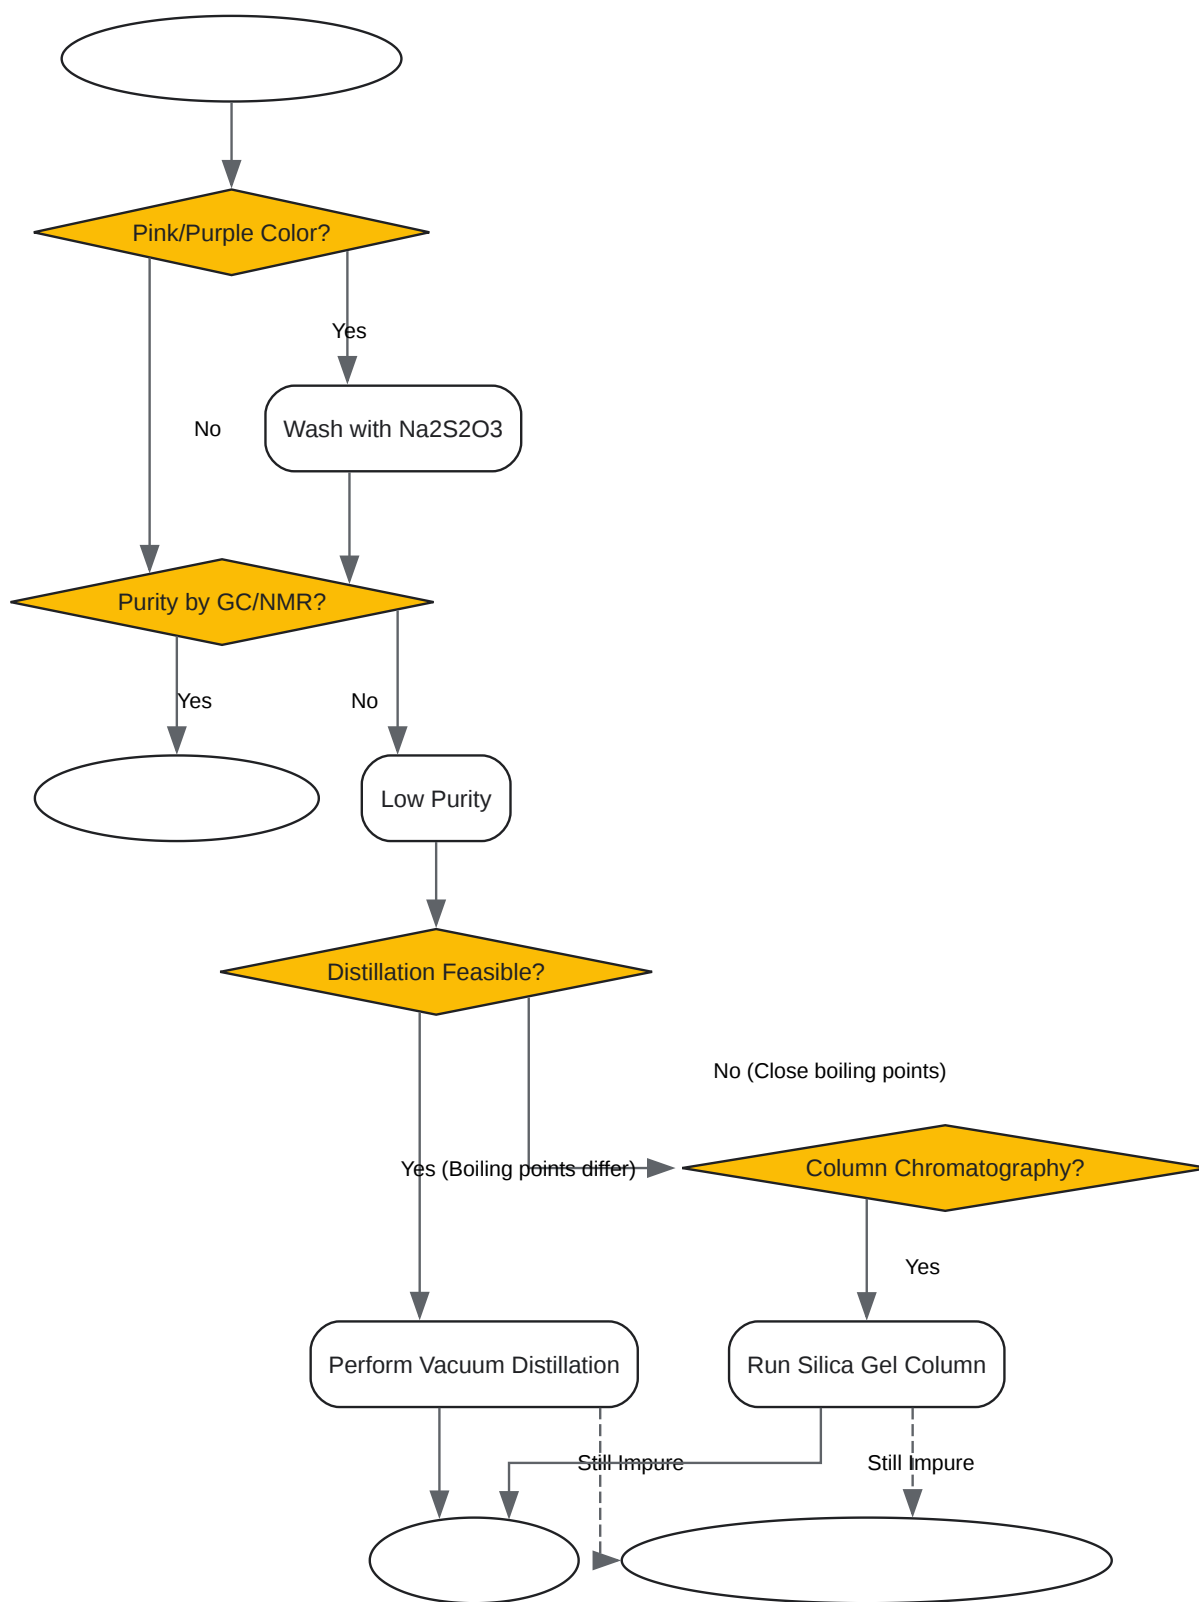 Pink/Purple Color?
Yes
No
Wash with Na2S2O3
Purity by GC/NMR?
Yes
No
Low Purity
Distillation Feasible?
No (Close boiling points)
Yes (Boiling points differ)
Column Chromatography?
Yes
Perform Vacuum Distillation
Run Silica Gel Column
Still Impure
Still Impure